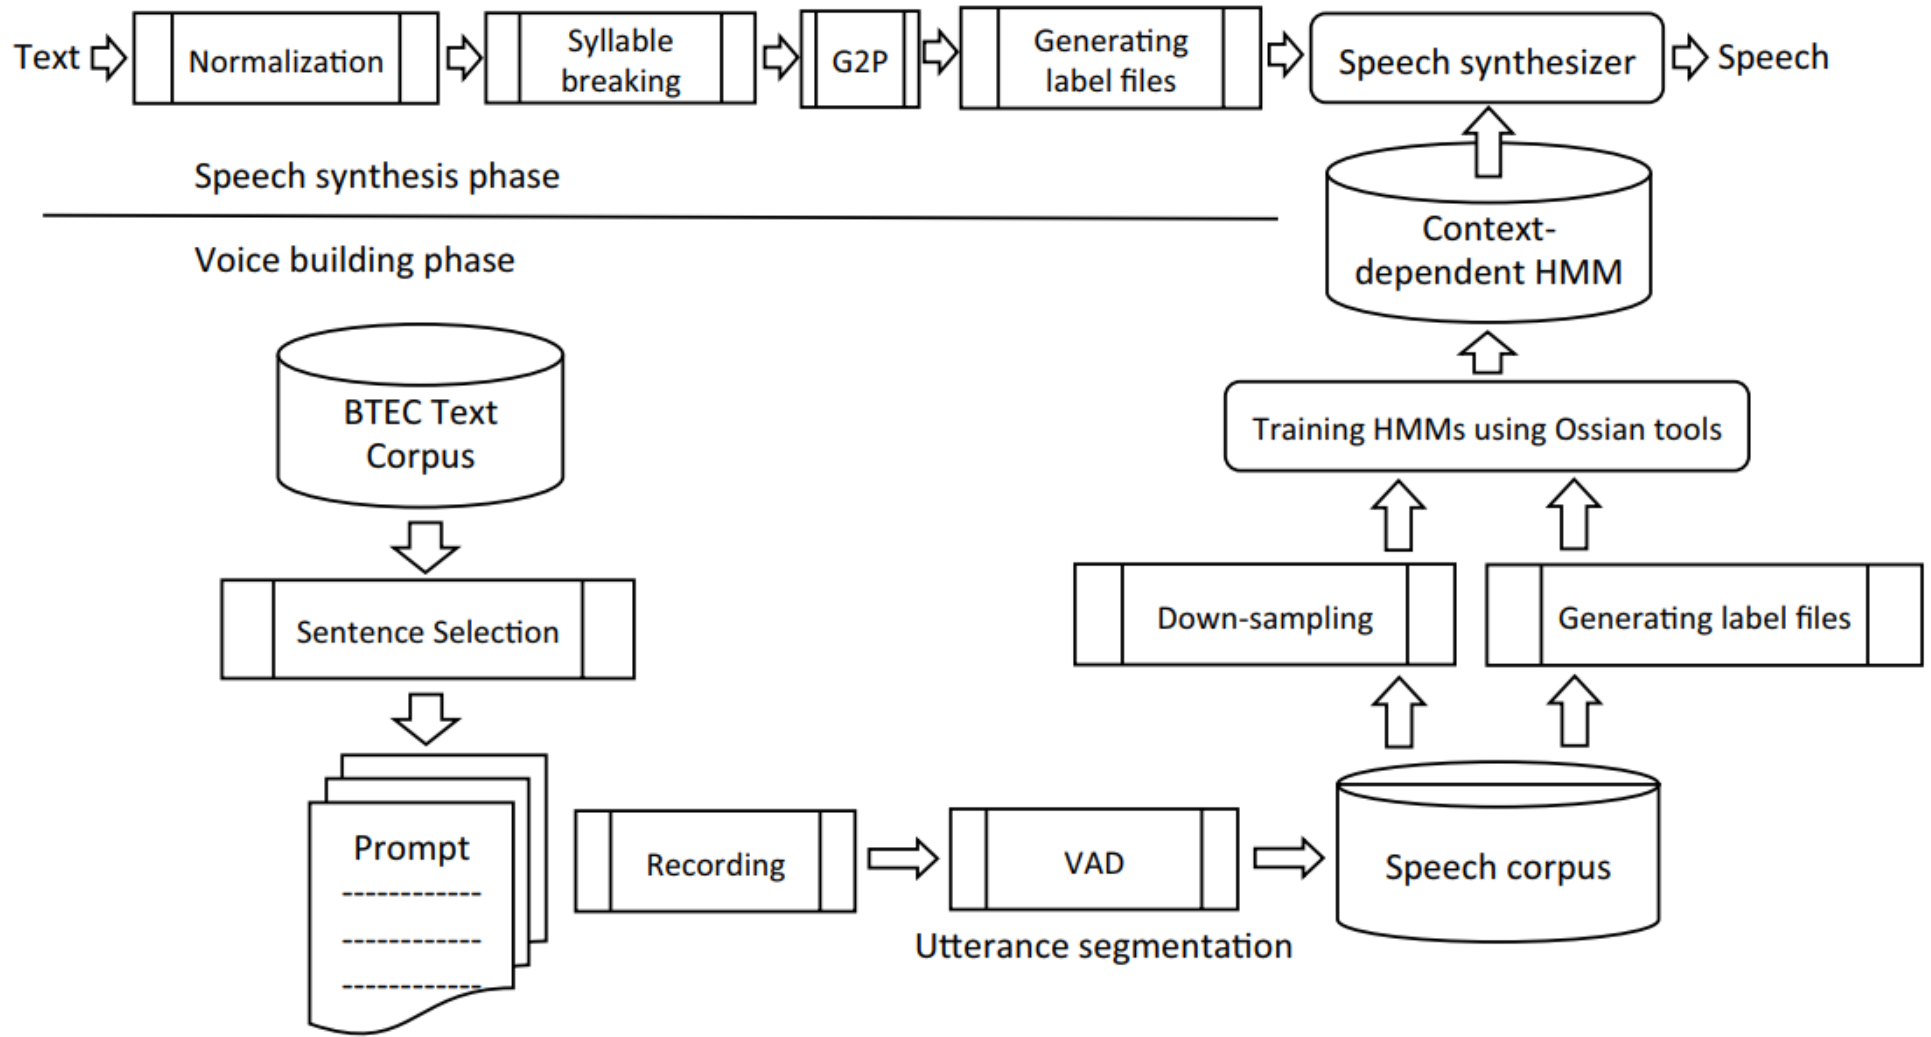 Text
Normalization
Syllable
breaking
G2P
Generating
label files
Speech synthesizer
Speech
Speech synthesis phase
Voice building phase
Context-
dependent HMM
BTEC Text
Corpus
Training HMMs using Ossian tools
Sentence Selection
Down-sampling
Generating label files
Prompt
------------
------------
------------
Recording
VAD
Speech corpus
Utterance segmentation